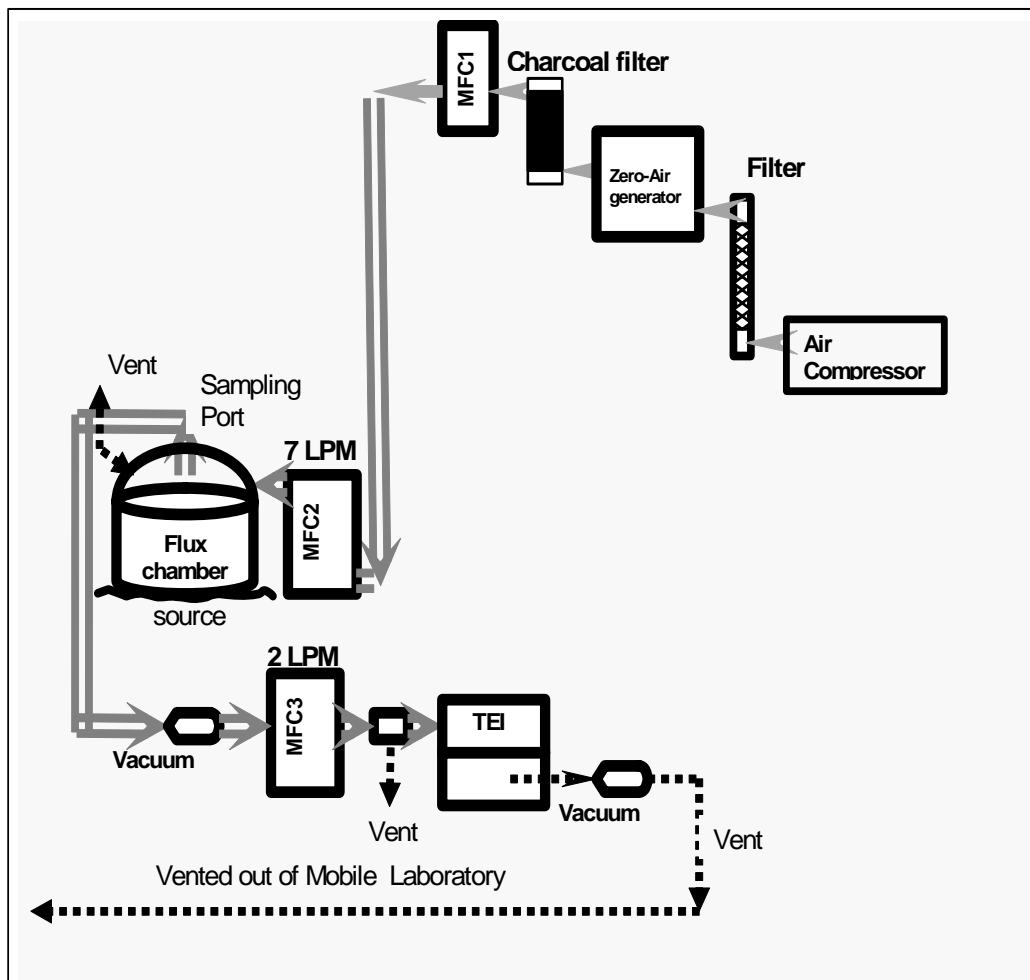 MFC1
Charcoal filter
Zero-Air
generator
Filter
Air
Compressor
Vent
Sampling
Port
7 LPM
MFC2
Flux
chamber
source
2 LPM
MFC3
TEI
Vacuum
Vent
Vacuum
Vent
Vented out of Mobile Laboratory